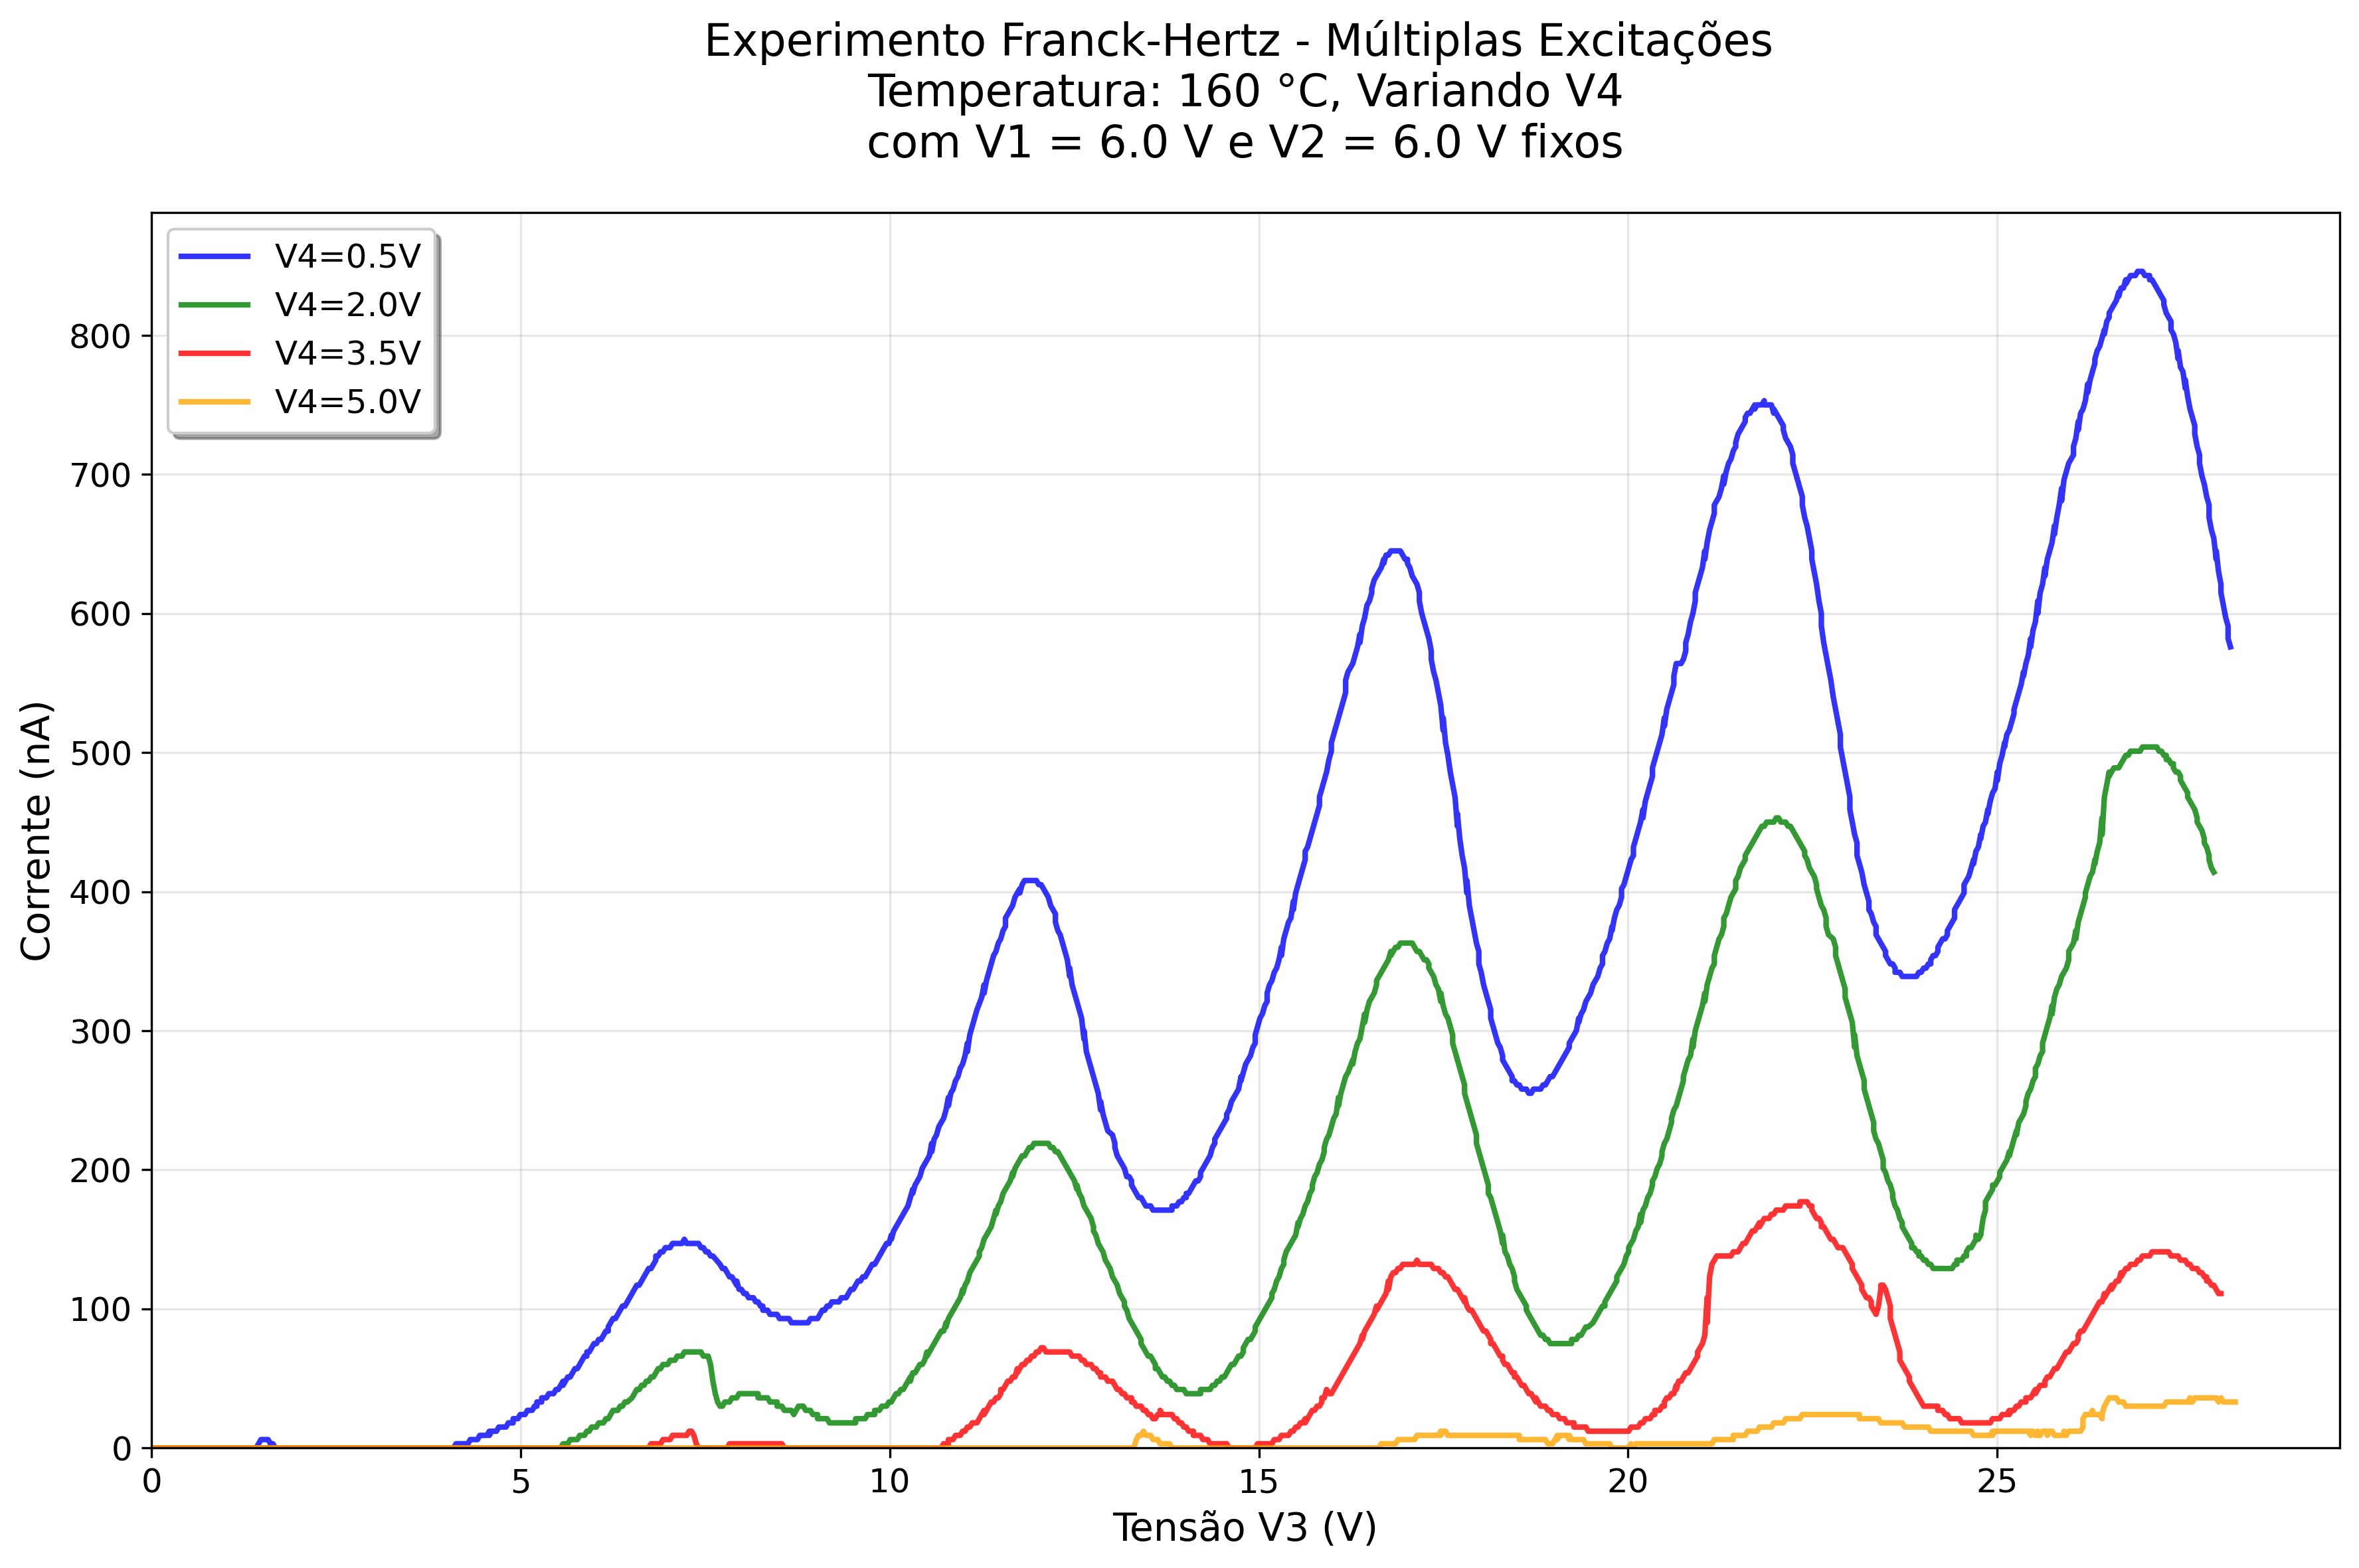 Experimento Franck-Hertz - Múltiplas Excitações
Temperatura: 160 °C, Variando V4
com V1 = 6.0 V e V2 = 6.0 V fixos
V4=0.5V
V4=2.0V
V4=3.5V
V4=5.0V
800
700
600
500
400
300
200
100
0
Corrente (nA)
0 5 10 15 20 25
Tensão V3 (V)